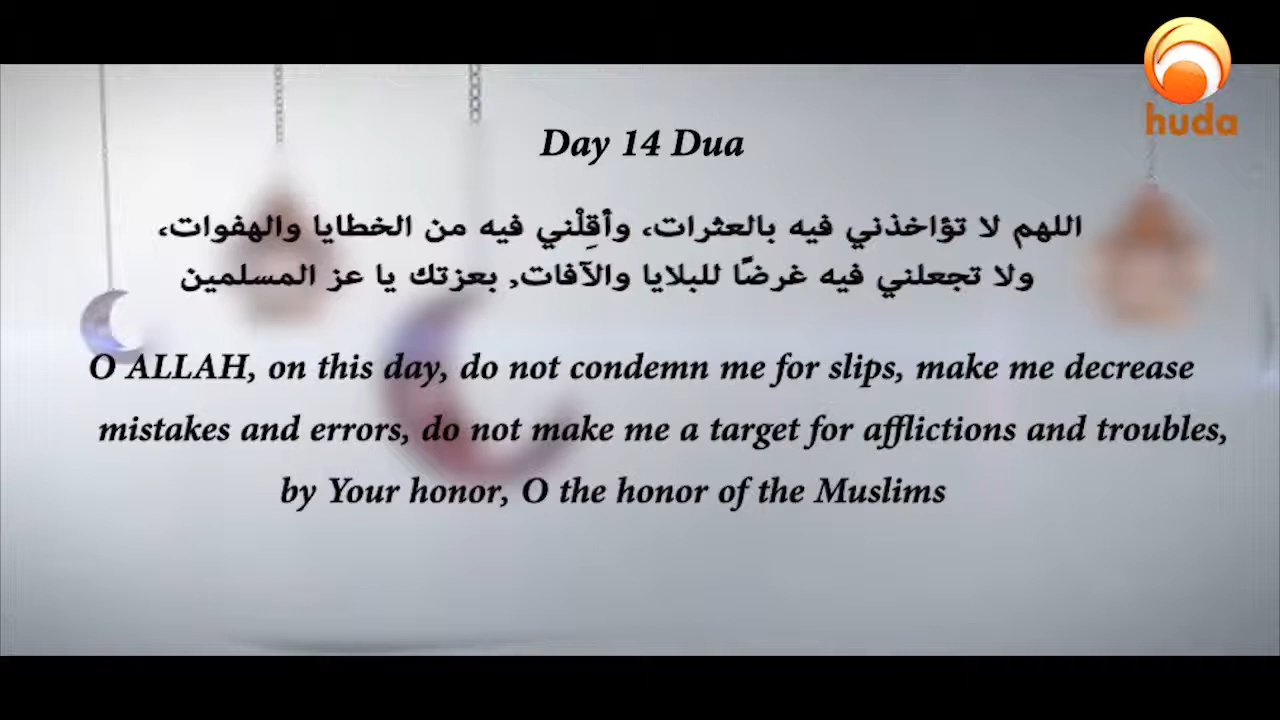 huda
Day 14 Dua
اللهم لا تؤاخذني فيه بالعثرات، وأقِلْني فيه من الخطايا والهفوات،
ولا تجعلني فيه غرضًا للبلايا والآفات, بعزتك يا عز المسلمين
O ALLAH, on this day, do not condemn me for slips, make me decrease
mistakes and errors, do not make me a target for afflictions and troubles,
by Your honor, O the honor of the Muslims